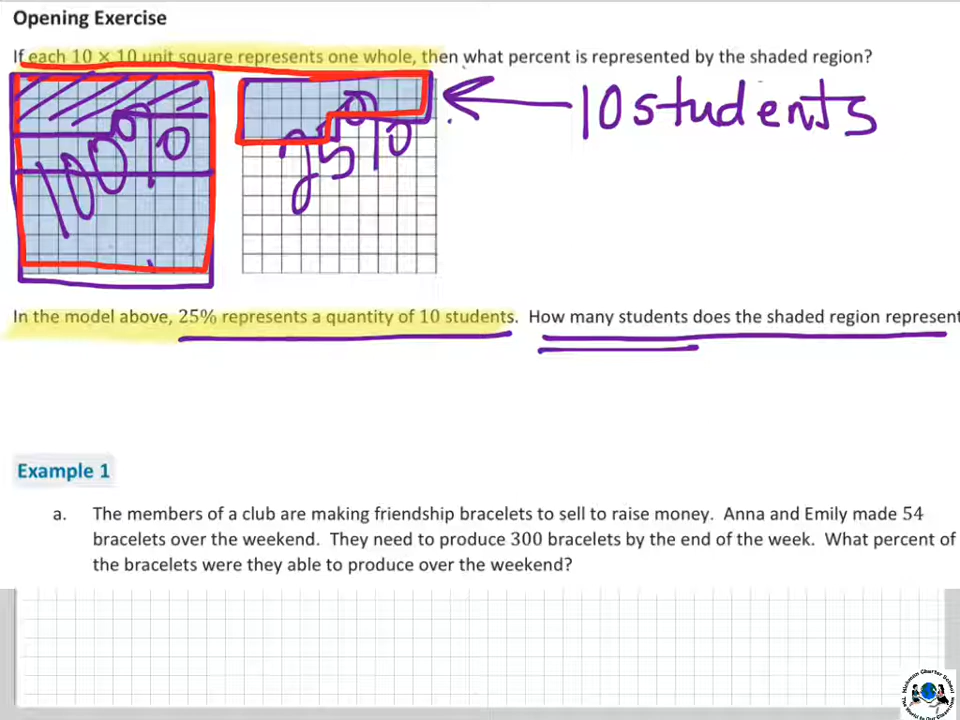 Opening Exercise
If each 10 × 10 unit square represents one whole, then what percent is represented by the shaded region?
100%
25%
10 students
In the model above, 25% represents a quantity of 10 students. How many students does the shaded region represent
Example 1
a. The members of a club are making friendship bracelets to sell to raise money. Anna and Emily made 54
bracelets over the weekend. They need to produce 300 bracelets by the end of the week. What percent of
the bracelets were they able to produce over the weekend?